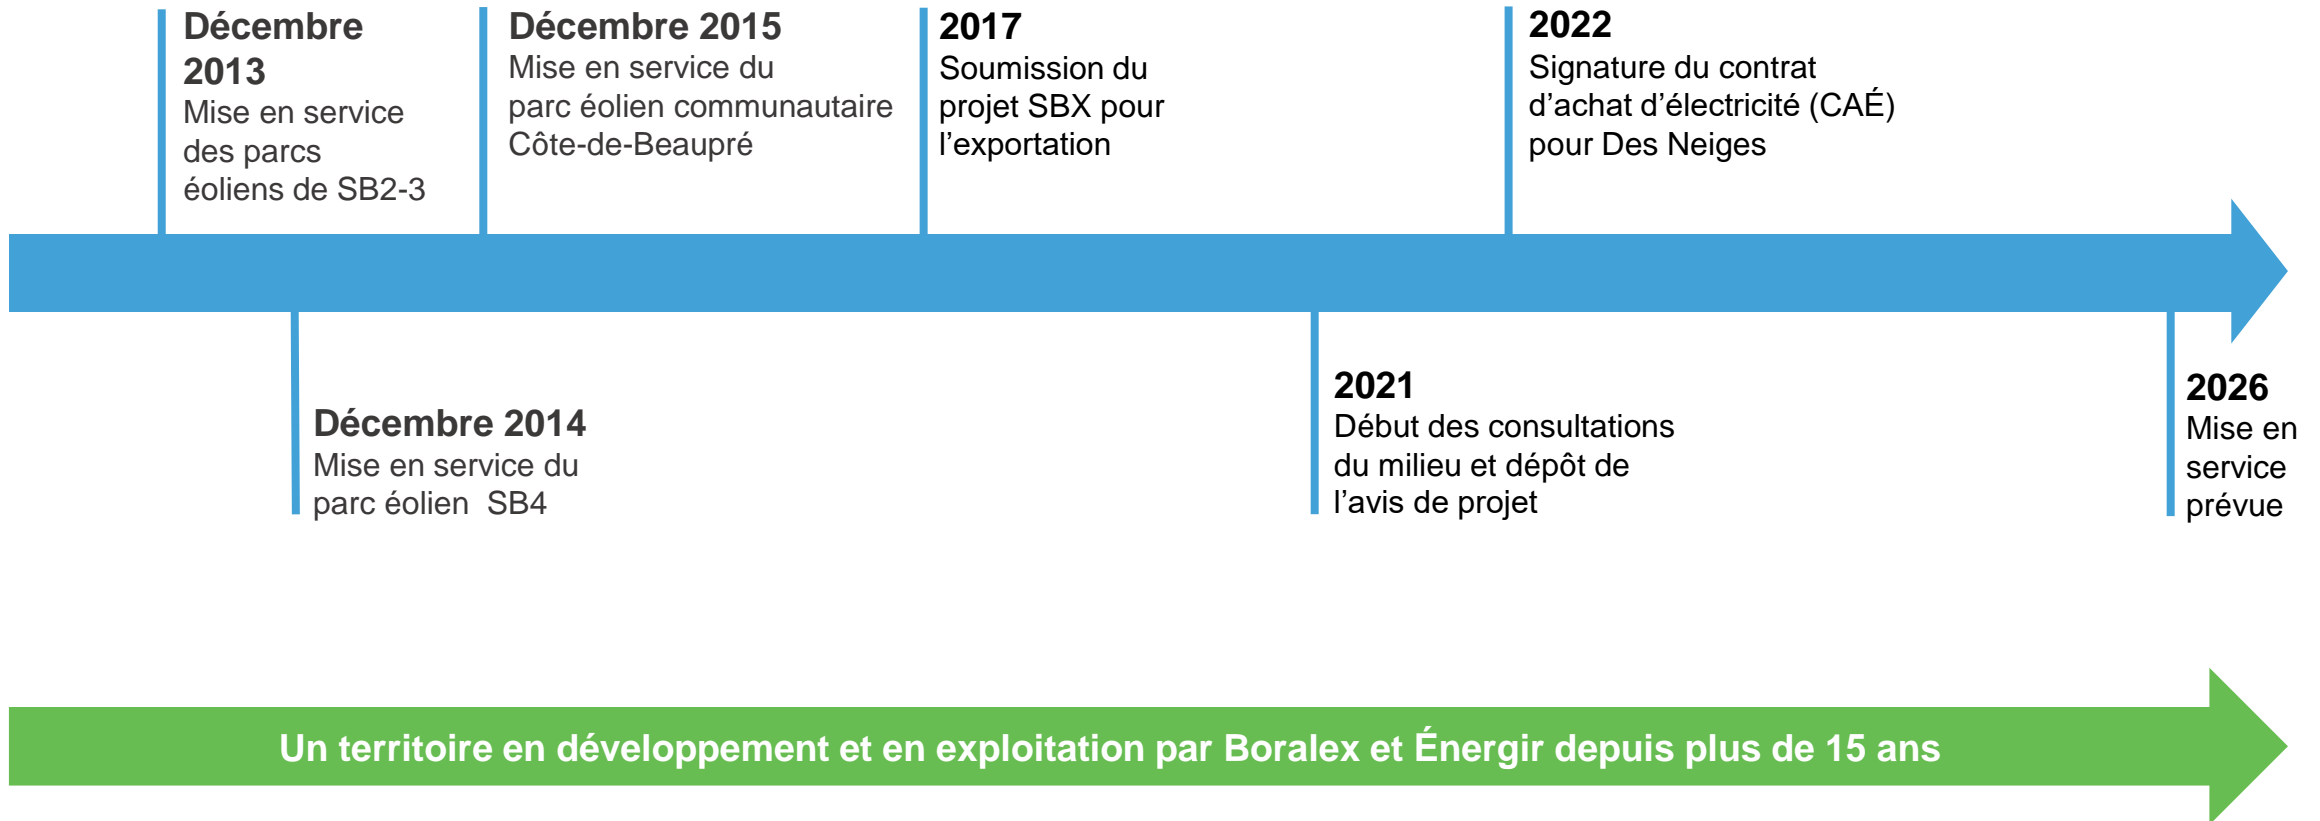 Décembre
2013
Mise en service
des parcs
éoliens de SB2-3
Décembre 2015
Mise en service du
parc éolien communautaire
Côte-de-Beaupré
2017
Soumission du
projet SBX pour
l’exportation
2022
Signature du contrat
d’achat d’électricité (CAÉ)
pour Des Neiges
Décembre 2014
Mise en service du
parc éolien  SB4
2021
Début des consultations
du milieu et dépôt de
l’avis de projet
2026
Mise en
service
prévue
Un territoire en développement et en exploitation par Boralex et Énergir depuis plus de 15 ans